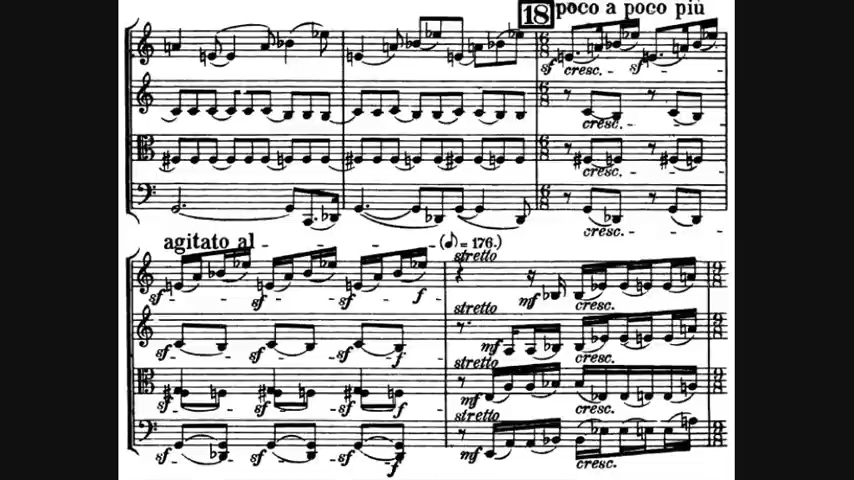 18 poco a poco più
sf cresc. - sf - -
cresc. - - -
cresc. - - -
cresc. - - -
agitato al - - - (♪= 176.)
stretto
sf - - sf - - sf - - f mf cresc.
stretto
sf - - sf - - sf - - f mf cresc.
stretto
sf - - sf - - sf - - f mf cresc.
stretto
sf - - sf - - sf - - f mf cresc.